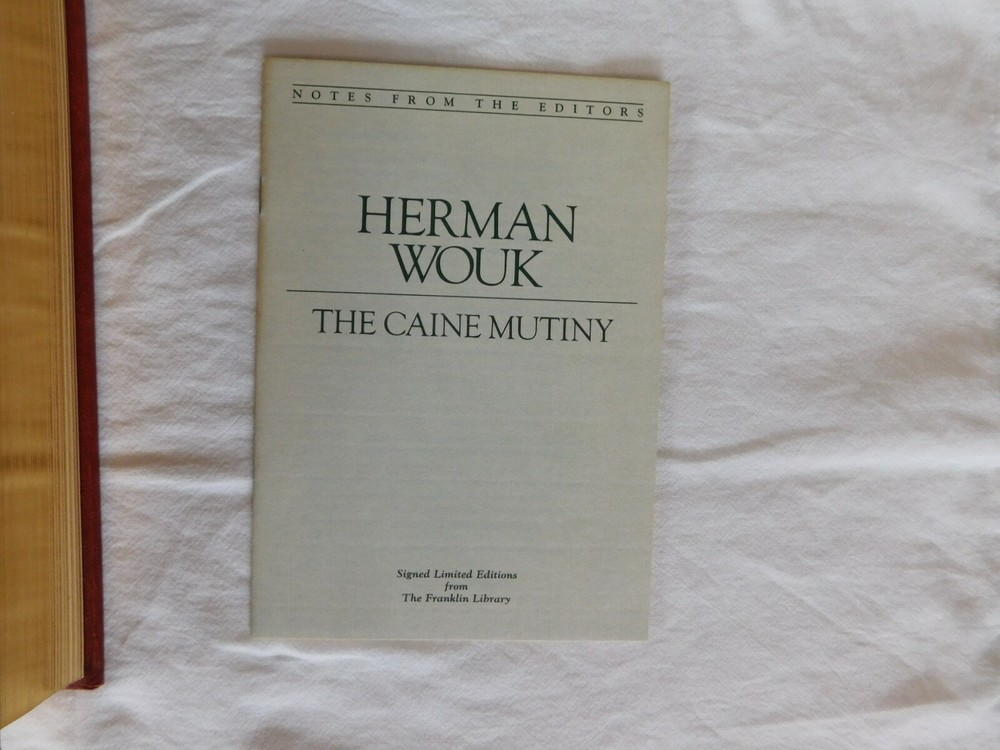 NOTES FROM THE EDITORS
HERMAN
WOUK
THE CAINE MUTINY
Signed Limited Editions
from
The Franklin Library